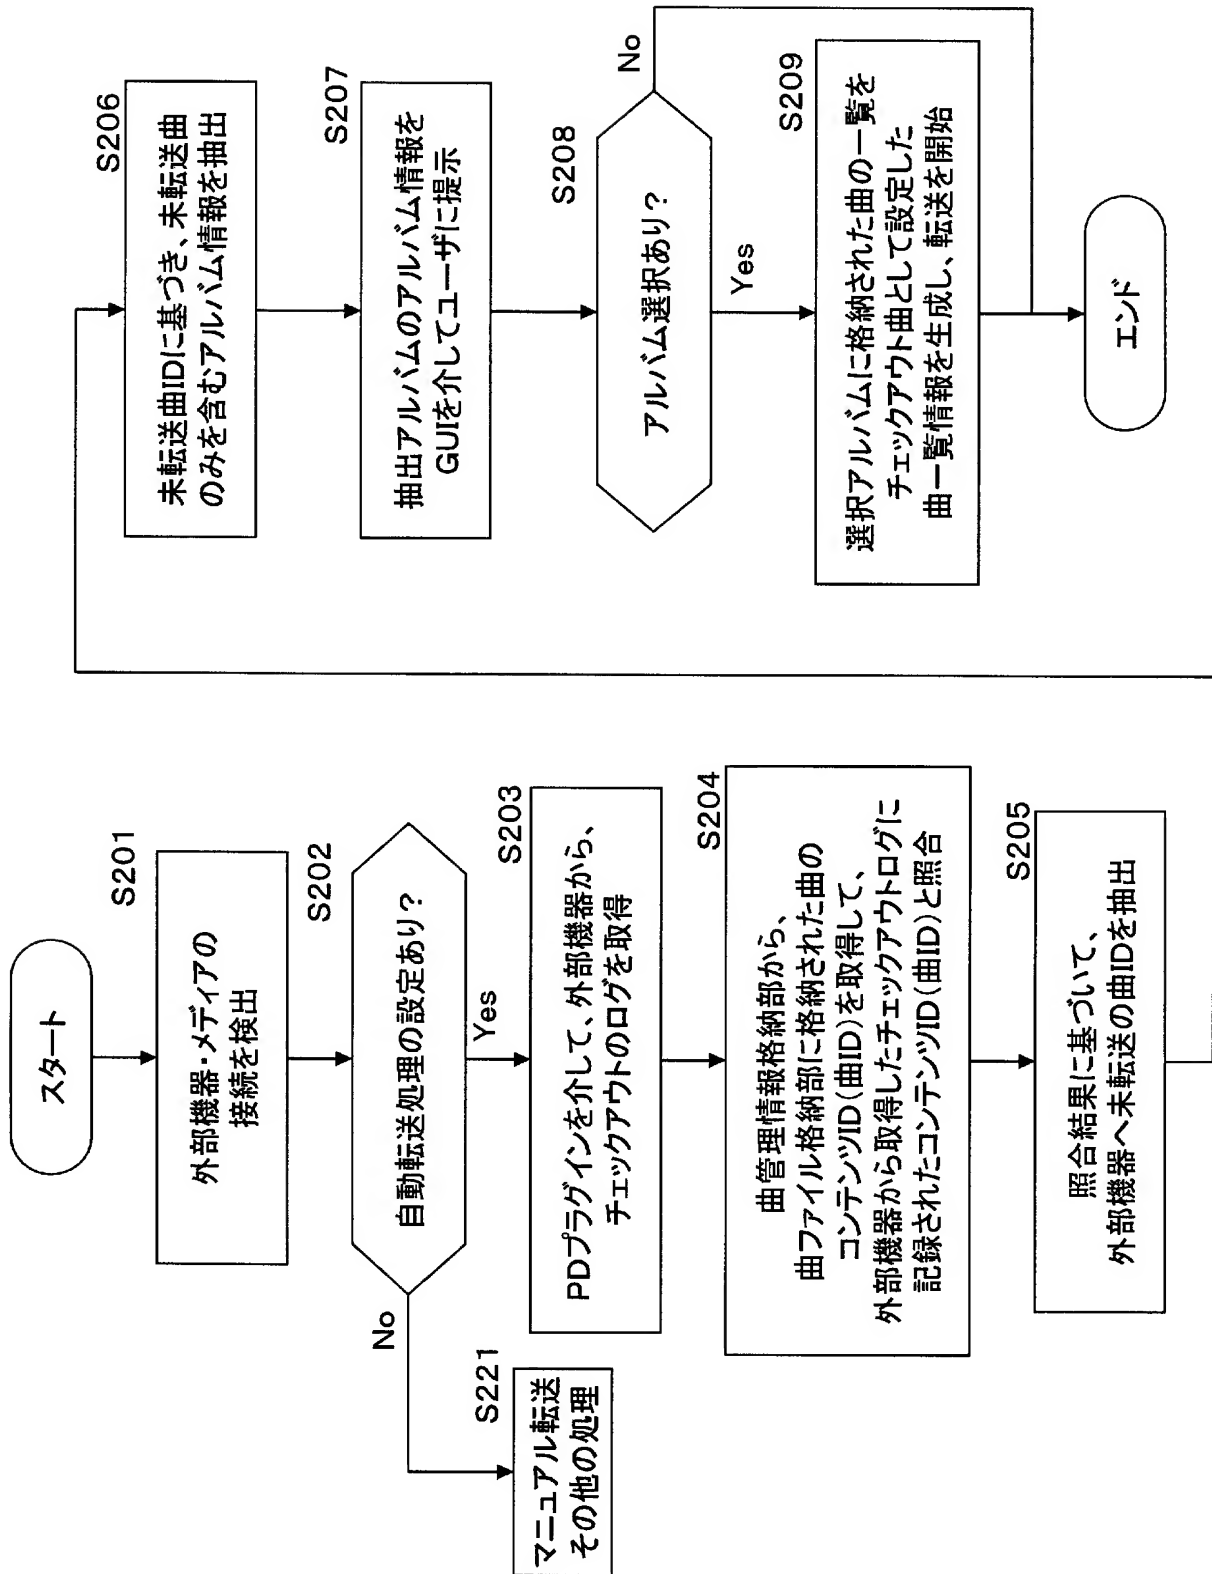 スタート
S201
外部機器・メディアの
接続を検出
S202
自動転送処理の設定あり？
No
Yes
S221
マニュアル転送
その他の処理
S203
PDプラグインを介して、外部機器から、
チェックアウトのログを取得
S204
曲管理情報格納部から、
曲ファイル格納部に格納された曲の
コンテンツID(曲ID)を取得して、
外部機器から取得したチェックアウトログに
記録されたコンテンツID(曲ID)と照合
S205
照合結果に基づいて、
外部機器へ未転送の曲IDを抽出
S206
未転送曲IDに基づき、未転送曲
のみを含むアルバム情報を抽出
S207
抽出アルバムのアルバム情報を
GUIを介してユーザに提示
S208
アルバム選択あり？
No
Yes
S209
選択アルバムに格納された曲の一覧を
チェックアウト曲として設定した
曲一覧情報を生成し、転送を開始
エンド